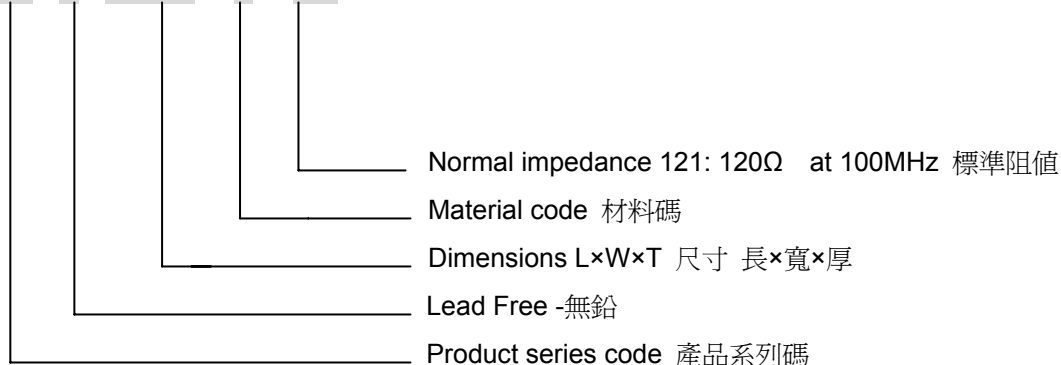 Normal impedance 121: 120Ω at 100MHz 標準阻值
Material code 材料碼
Dimensions L×W×T 尺寸 長×寬×厚
Lead Free -無鉛
Product series code 產品系列碼